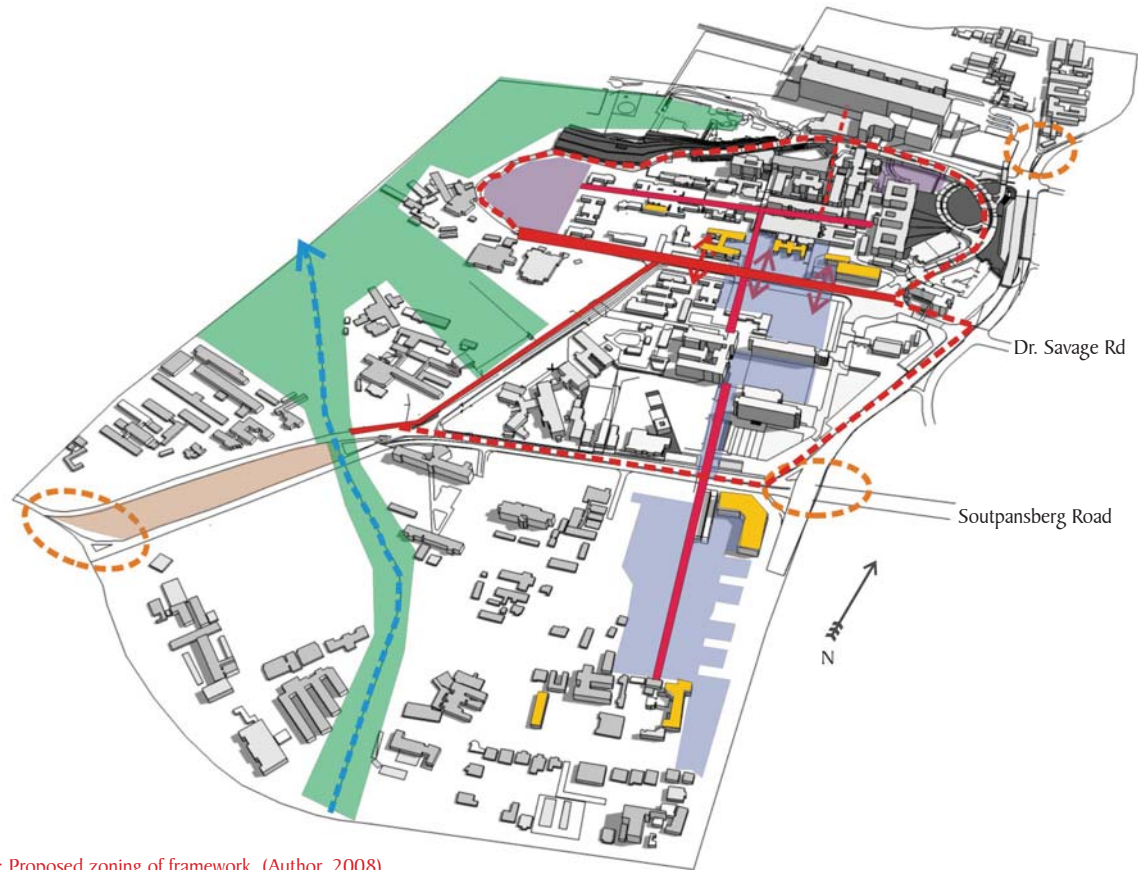 Dr. Savage Rd
Soutpansberg Road
N
: Proposed zoning of framework (Author, 2008)